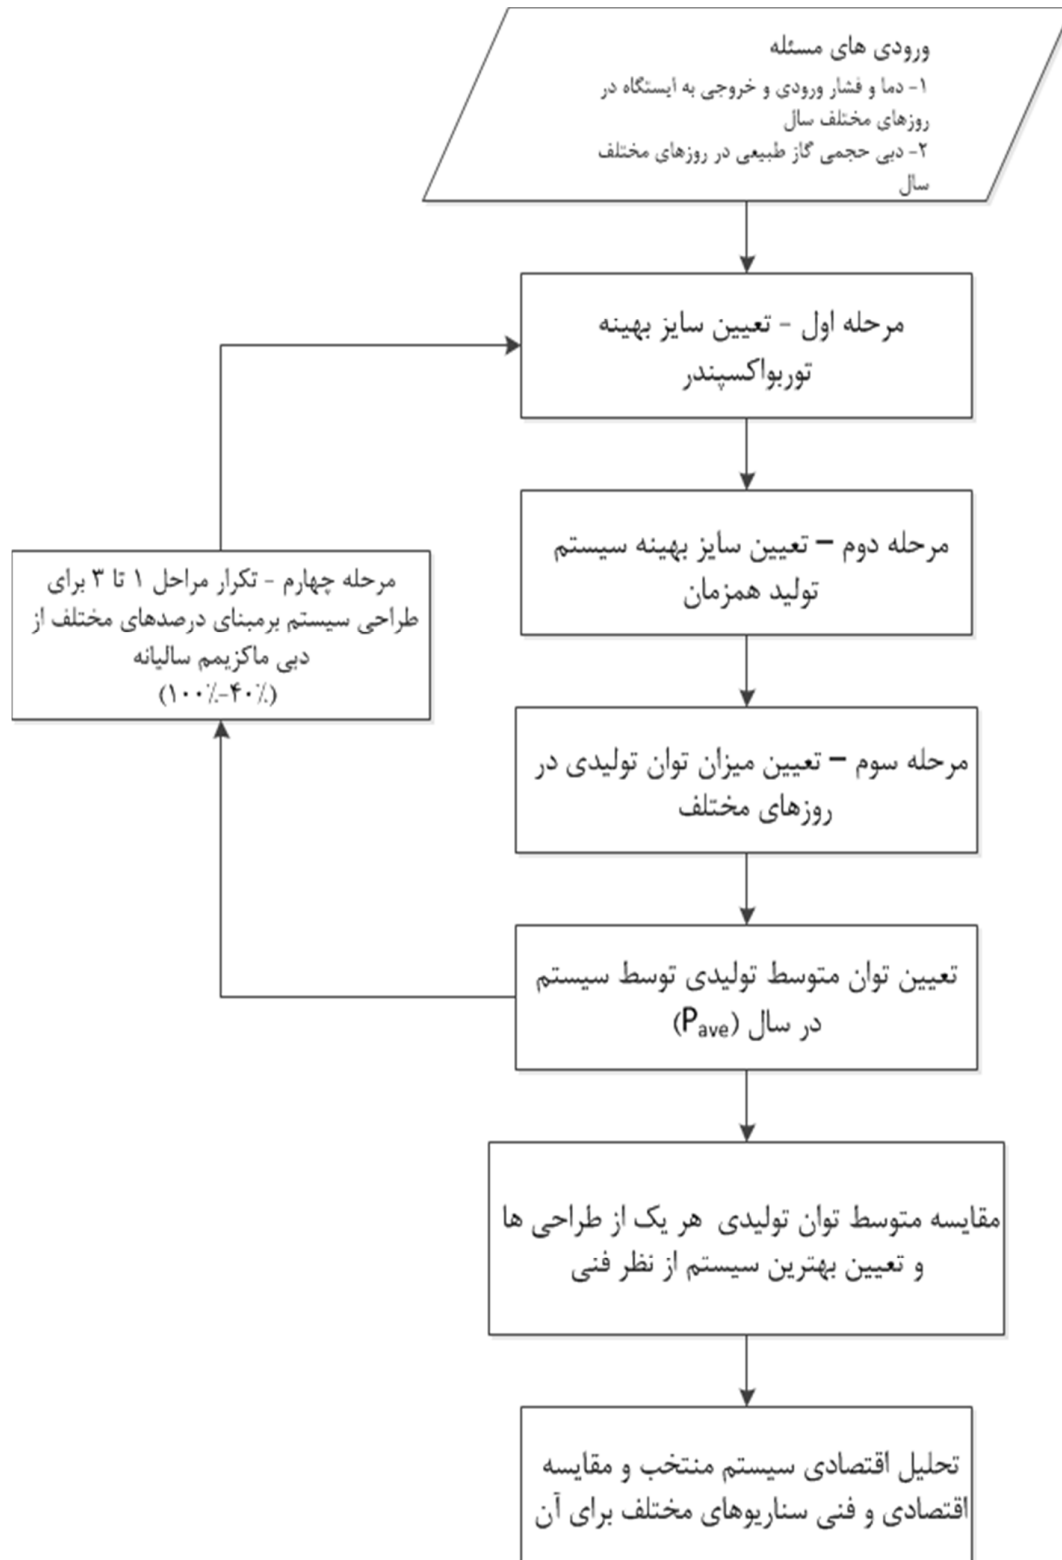 ورودی های مسئله
۱- دما و فشار ورودی و خروجی به ایستگاه در
روزهای مختلف سال
۲- دبی حجمی گاز طبیعی در روزهای مختلف
سال
مرحله اول - تعیین سایز بهینه
توربواکسپندر
مرحله دوم – تعیین سایز بهینه سیستم
تولید همزمان
مرحله چهارم - تکرار مراحل ۱ تا ۳ برای
طراحی سیستم برمبنای درصدهای مختلف از
دبی ماکزیمم سالیانه
(۴۰٪-۱۰۰٪)
مرحله سوم – تعیین میزان توان تولیدی در
روزهای مختلف
تعیین توان متوسط تولیدی توسط سیستم
در سال (Pave)
مقایسه متوسط توان تولیدی هر یک از طراحی ها
و تعیین بهترین سیستم از نظر فنی
تحلیل اقتصادی سیستم منتخب و مقایسه
اقتصادی و فنی سناریوهای مختلف برای آن